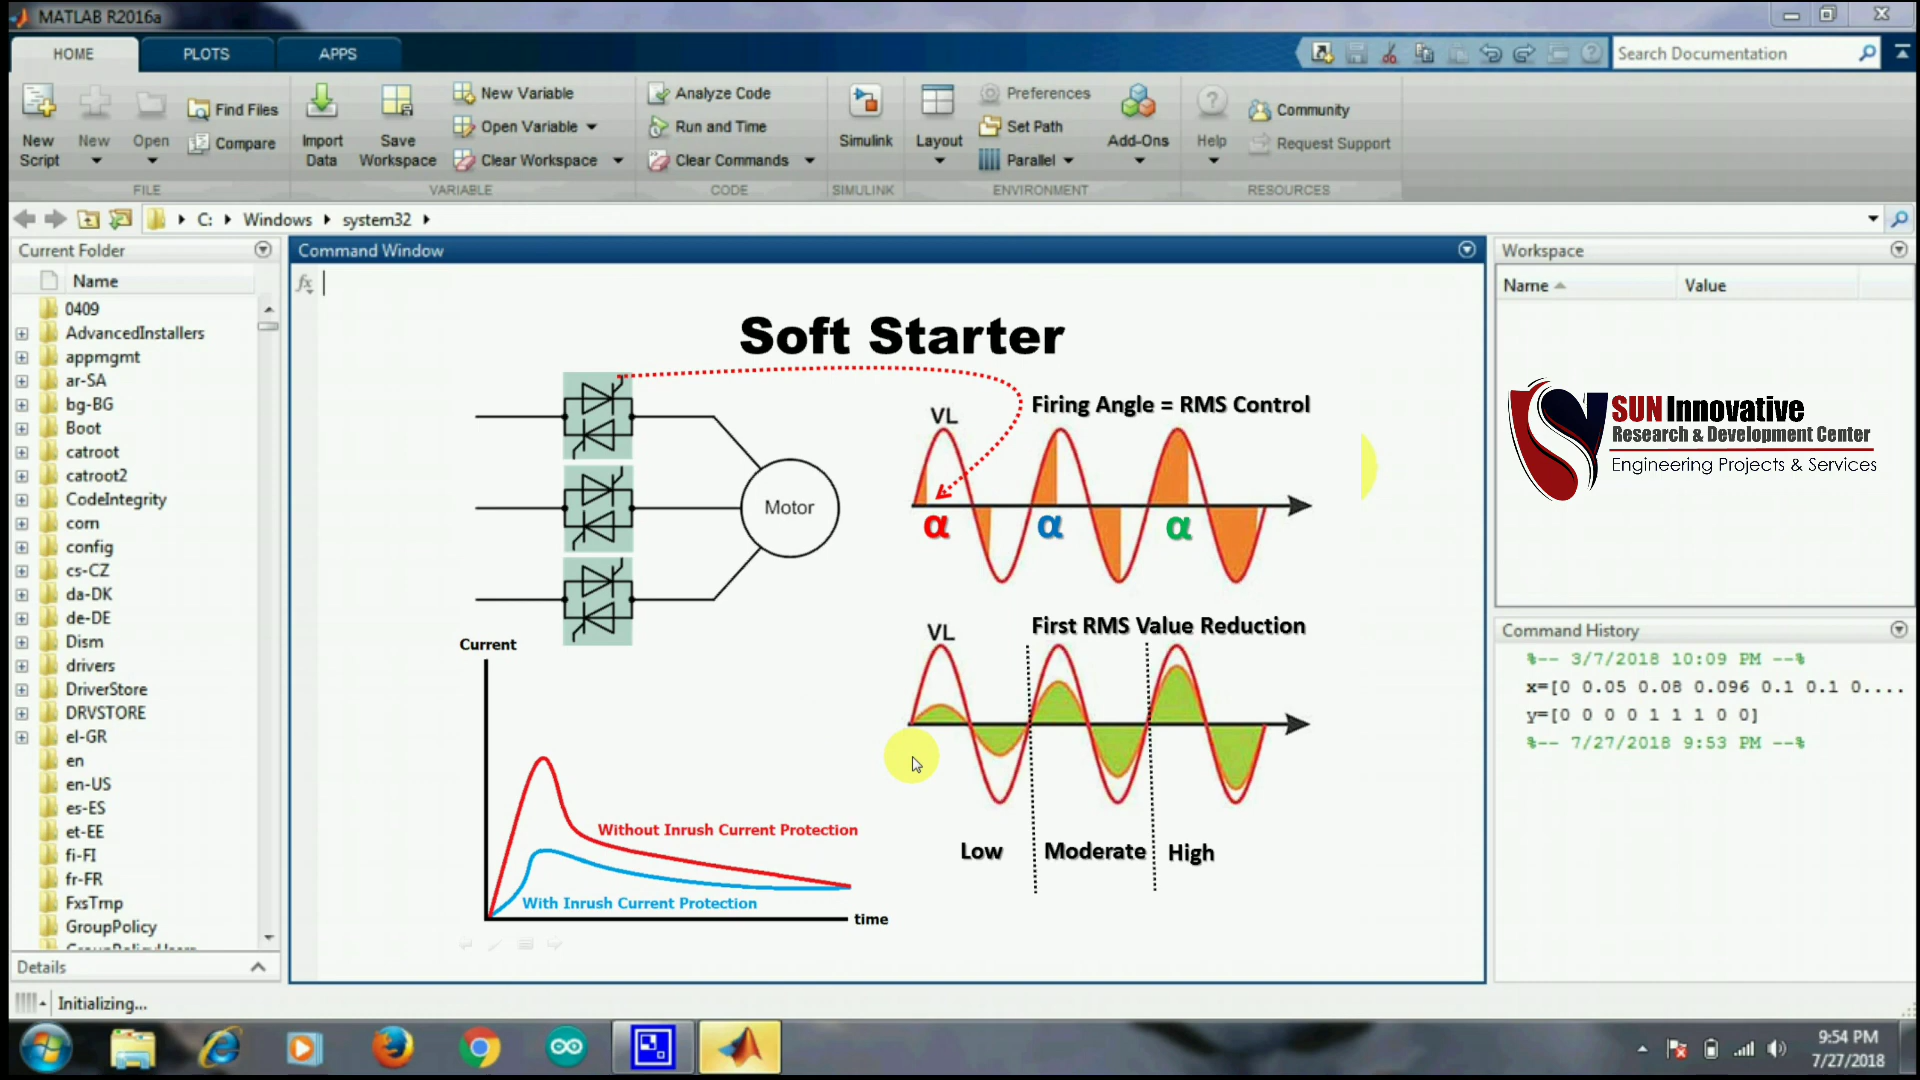 MATLAB R2016a
HOME
PLOTS
APPS
Search Documentation
New Script
New
Open
Find Files
Compare
Import Data
Save Workspace
New Variable
Open Variable
Clear Workspace
Analyze Code
Run and Time
Clear Commands
Simulink
Layout
Preferences
Set Path
Parallel
Add-Ons
Help
Community
Request Support
FILE
VARIABLE
CODE
SIMULINK
ENVIRONMENT
RESOURCES
C: Windows system32
Current Folder
Name
0409
AdvancedInstallers
appmgmt
ar-SA
bg-BG
Boot
catroot
catroot2
CodeIntegrity
com
config
cs-CZ
da-DK
de-DE
Dism
drivers
DriverStore
DRVSTORE
el-GR
en
en-US
es-ES
et-EE
fi-FI
fr-FR
FxsTmp
GroupPolicy
GroupPolicyUsers
Details
Initializing...
Command Window
fx
Soft Starter
Motor
VL
Firing Angle = RMS Control
α α α
VL
First RMS Value Reduction
Low
Moderate
High
Current
Without Inrush Current Protection
With Inrush Current Protection
time
Workspace
Name
Value
SUN Innovative
Research & Development Center
Engineering Projects & Services
Command History
%-- 3/7/2018 10:09 PM --%
x=[0 0.05 0.08 0.096 0.1 0.1 0....
y=[0 0 0 0 1 1 1 0 0]
%-- 7/27/2018 9:53 PM --%
9:54 PM
7/27/2018